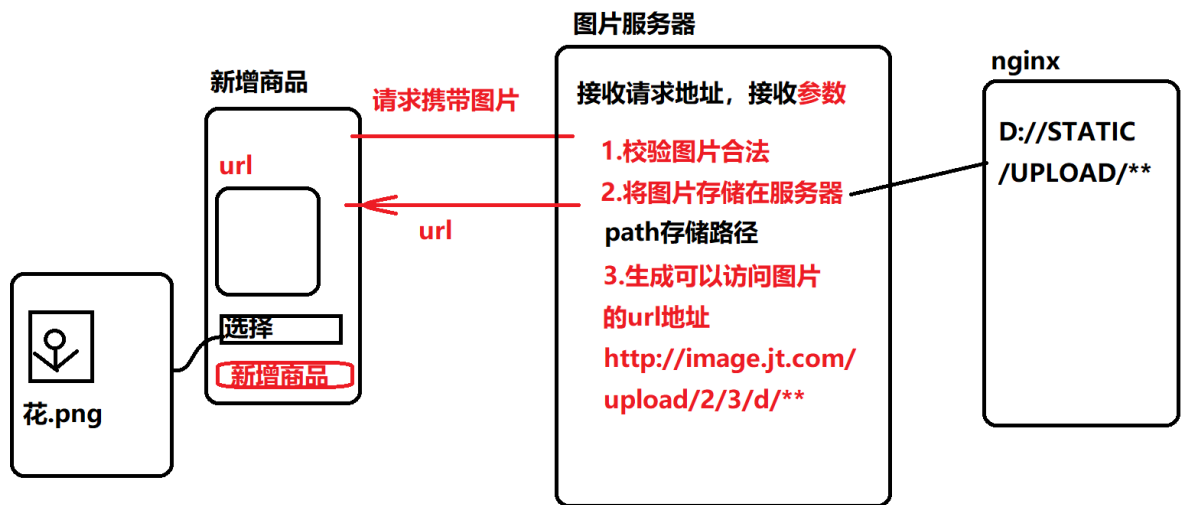 图片服务器
nginx
新增商品
接收请求地址，接收参数
请求携带图片
D://STATIC
/UPLOAD/**
1.校验图片合法
url
2.将图片存储在服务器
url
path存储路径
3.生成可以访问图片
的url地址
选择
http://image.jt.com/
新增商品
upload/2/3/d/**
花.png